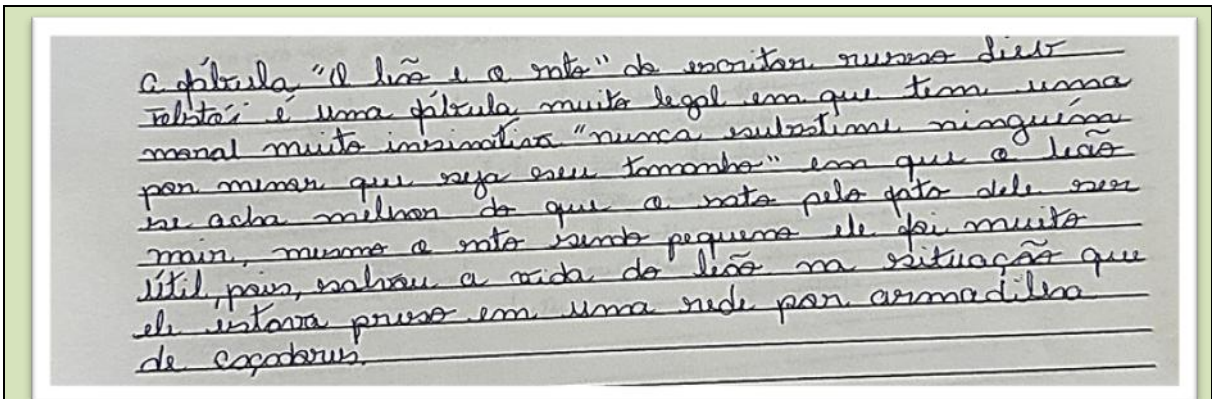 A fábula "O leão e o rato" do escritor russo Liev
Tolstói é uma fábula muito legal em que tem uma
moral muito insinativa "nunca subestime ninguém
por menor que seja seu tamanho" em que o leão
se acha melhor do que o rato pelo fato dele ser
maior, mesmo o rato sendo pequeno ele foi muito
útil, pois, salvou a vida do leão na situação que
ele estava preso em uma rede por armadilha
de caçadores.